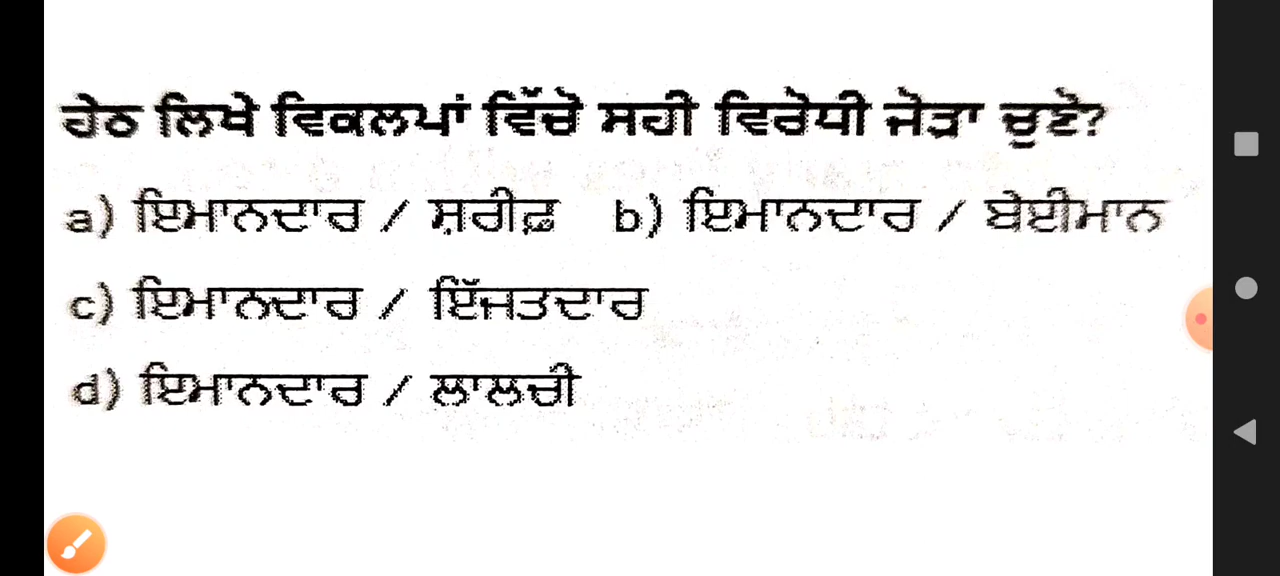 ਹੇਠ ਲਿਖੇ ਵਿਕਲਪਾਂ ਵਿੱਚੋ ਸਹੀ ਵਿਰੋਧੀ ਜੋੜਾ ਚੁਣੋ?
a) ਇਮਾਨਦਾਰ / ਸ਼ਰੀਫ਼ b) ਇਮਾਨਦਾਰ / ਬੇਈਮਾਨ
c) ਇਮਾਨਦਾਰ / ਇੱਜਤਦਾਰ
d) ਇਮਾਨਦਾਰ / ਲਾਲਚੀ